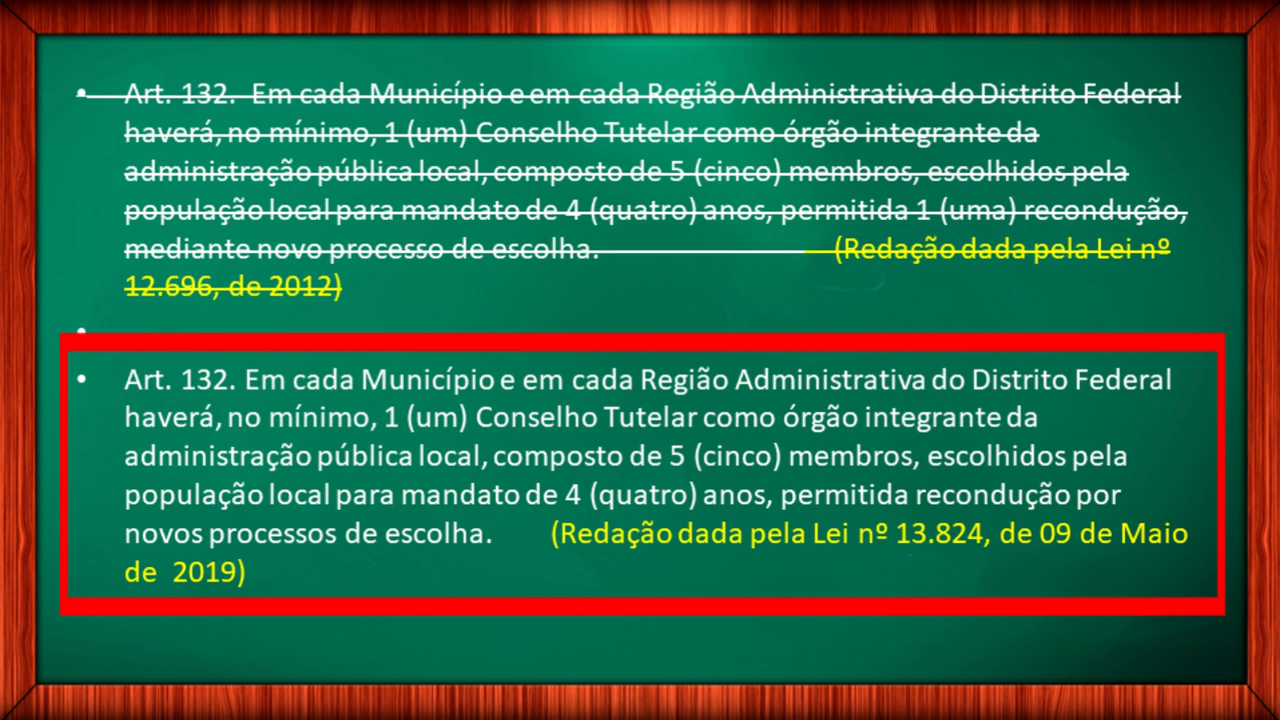 • Art. 132. Em cada Município e em cada Região Administrativa do Distrito Federal
haverá, no mínimo, 1 (um) Conselho Tutelar como órgão integrante da
administração pública local, composto de 5 (cinco) membros, escolhidos pela
população local para mandato de 4 (quatro) anos, permitida 1 (uma) recondução,
mediante novo processo de escolha. (Redação dada pela Lei nº
12.696, de 2012)
•
• Art. 132. Em cada Município e em cada Região Administrativa do Distrito Federal
haverá, no mínimo, 1 (um) Conselho Tutelar como órgão integrante da
administração pública local, composto de 5 (cinco) membros, escolhidos pela
população local para mandato de 4 (quatro) anos, permitida recondução por
novos processos de escolha. (Redação dada pela Lei nº 13.824, de 09 de Maio
de 2019)